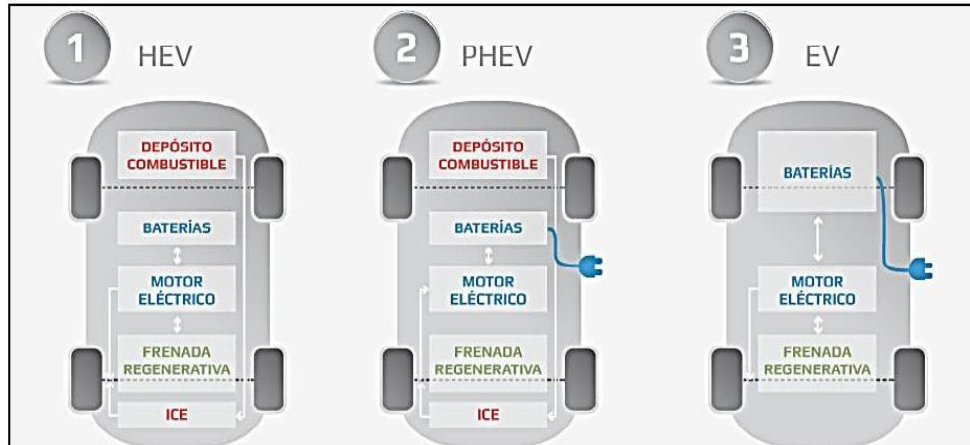 1 HEV
DEPÓSITO
COMBUSTIBLE
BATERÍAS
MOTOR
ELÉCTRICO
FRENADA
REGENERATIVA
ICE
2 PHEV
DEPÓSITO
COMBUSTIBLE
BATERÍAS
MOTOR
ELÉCTRICO
FRENADA
REGENERATIVA
ICE
3 EV
BATERÍAS
MOTOR
ELÉCTRICO
FRENADA
REGENERATIVA